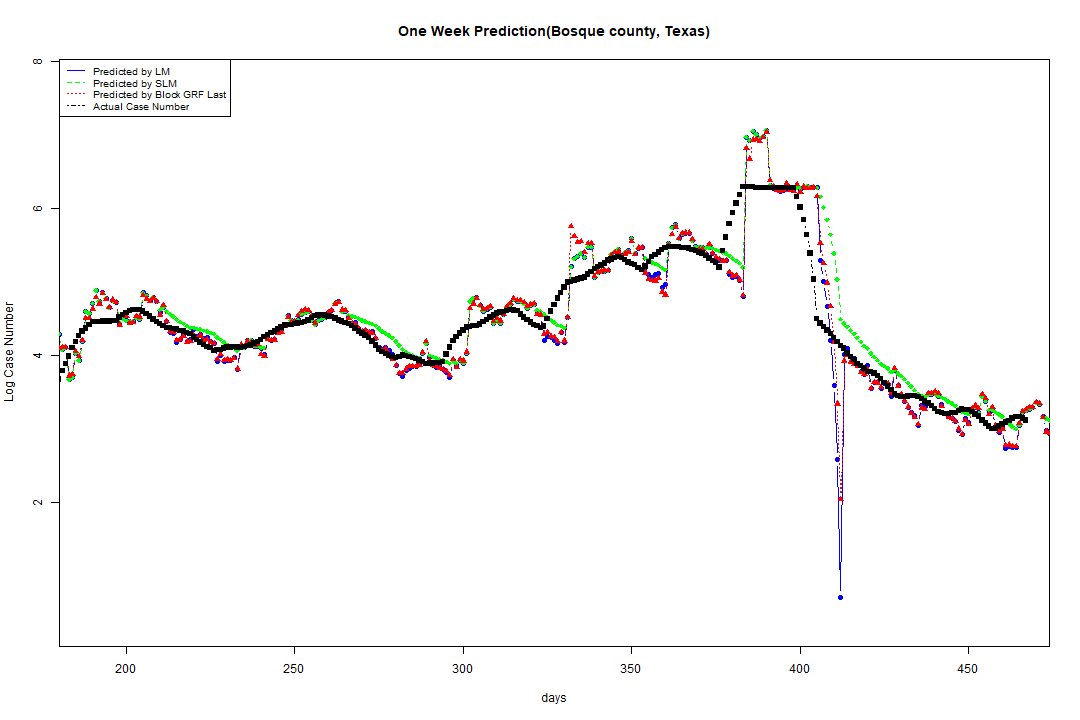 One Week Prediction(Bosque county, Texas)
Predicted by LM
Predicted by SLM
Predicted by Block GRF Last
Actual Case Number
8
6
4
2
Log Case Number
200
250
300
350
400
450
days